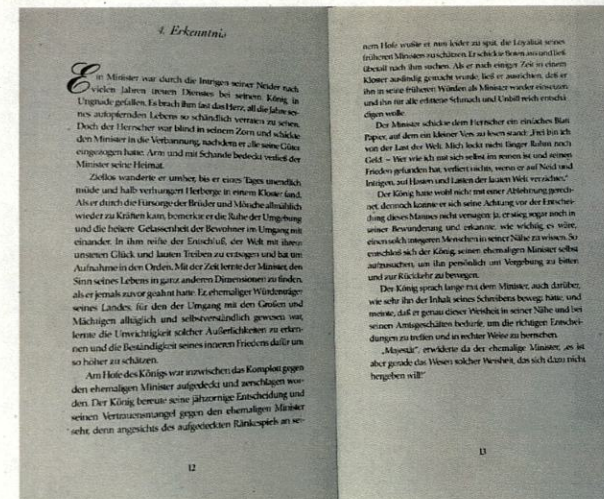 4. Erkenntnis
Ein Minister war durch die Intrigen seiner Neider nach
vielen Jahren treuen Dienstes bei seinem König in
Ungnade gefallen. Es brach ihm fast das Herz, all die Jahre sei-
nes aufopfernden Lebens so schändlich verraten zu sehen.
Doch der Herrscher war blind in seinem Zorn und schickte
den Minister in die Verbannung, nachdem er alle seine Güter
eingezogen hatte. Arm und mit Schande bedeckt verließ der
Minister seine Heimat.
Ziellos wanderte er umher, bis er eines Tages unendlich
müde und halb verhungert Herberge in einem Kloster fand.
Als er durch die Fürsorge der Brüder und Mönche allmählich
wieder zu Kräften kam, bemerkte er die Ruhe der Umgebung
und die heitere Gelassenheit der Bewohner im Umgang mit
einander. In ihm reifte der Entschluß, der Welt mit ihrem
unsteten Glück und lauten Treiben zu entsagen und bat um
Aufnahme in den Orden. Mit der Zeit lernte der Minister, den
Sinn seines Lebens in ganz anderen Dimensionen zu finden,
als er jemals zuvor geahnt hatte. Er, ehemaliger Würdenträger
seines Landes, für den der Umgang mit den Großen und
Mächtigen alltäglich und selbstverständlich gewesen war,
lernte die Unwichtigkeit solcher Äußerlichkeiten zu erken-
nen und die Beständigkeit seines inneren Friedens dafür um
so höher zu schätzen.
Am Hofe des Königs war inzwischen das Komplott gegen
den ehemaligen Minister aufgedeckt und zerschlagen wor-
den. Der König bereute seine jähzornige Entscheidung und
seinen Vertrauensmangel gegen den ehemaligen Minister
sehr, denn angesichts des aufgedeckten Ränkespiels an sei-
12
nem Hofe wußte er nun leider zu spät, die Loyalität seines
früheren Ministers zu schätzen. Er schickte Boten aus und ließ
überall nach ihm suchen. Als er nach einiger Zeit in einem
Kloster ausfindig gemacht wurde, ließ er ausrichten, daß er
ihn in seine früheren Würden als Minister wieder einsetzen
und ihn für alle erlittene Schmach und Unbill reich entschä-
digen wolle.
Der Minister schickte dem Herrscher ein einfaches Blatt
Papier, auf dem ein kleiner Vers zu lesen stand: „Frei bin ich
von der Last der Welt. Mich lockt nicht länger Ruhm noch
Geld. – Wer wie ich mit sich selbst im reinen ist und seinen
Frieden gefunden hat, verliert nichts, wenn er auf Neid und
Intrigen, auf Hasten und Lasten der lauten Welt verzichtet.“
Der König hatte wohl nicht mit einer Ablehnung gerech-
net, dennoch konnte er sich seine Achtung vor der Entschei-
dung dieses Mannes nicht versagen; ja, er stieg sogar noch in
seiner Bewunderung und erkannte, wie wichtig es wäre,
einen solch integeren Menschen in seiner Nähe zu wissen. So
entschloß sich der König, seinen ehemaligen Minister selbst
aufzusuchen, um ihn persönlich um Vergebung zu bitten
und zur Rückkehr zu bewegen.
Der König sprach lange mit dem Minister, auch darüber,
wie sehr ihn der Inhalt seines Schreibens bewegt hatte, und
meinte, daß er genau dieser Weisheit in seiner Nähe und bei
seinen Amtsgeschäften bedurfe, um die richtigen Entschei-
dungen zu treffen und in rechter Weise zu herrschen.
„Majestät“, erwiderte da der ehemalige Minister, „es ist
aber gerade das Wesen solcher Weisheit, das sich dazu nicht
hergeben will!“
13